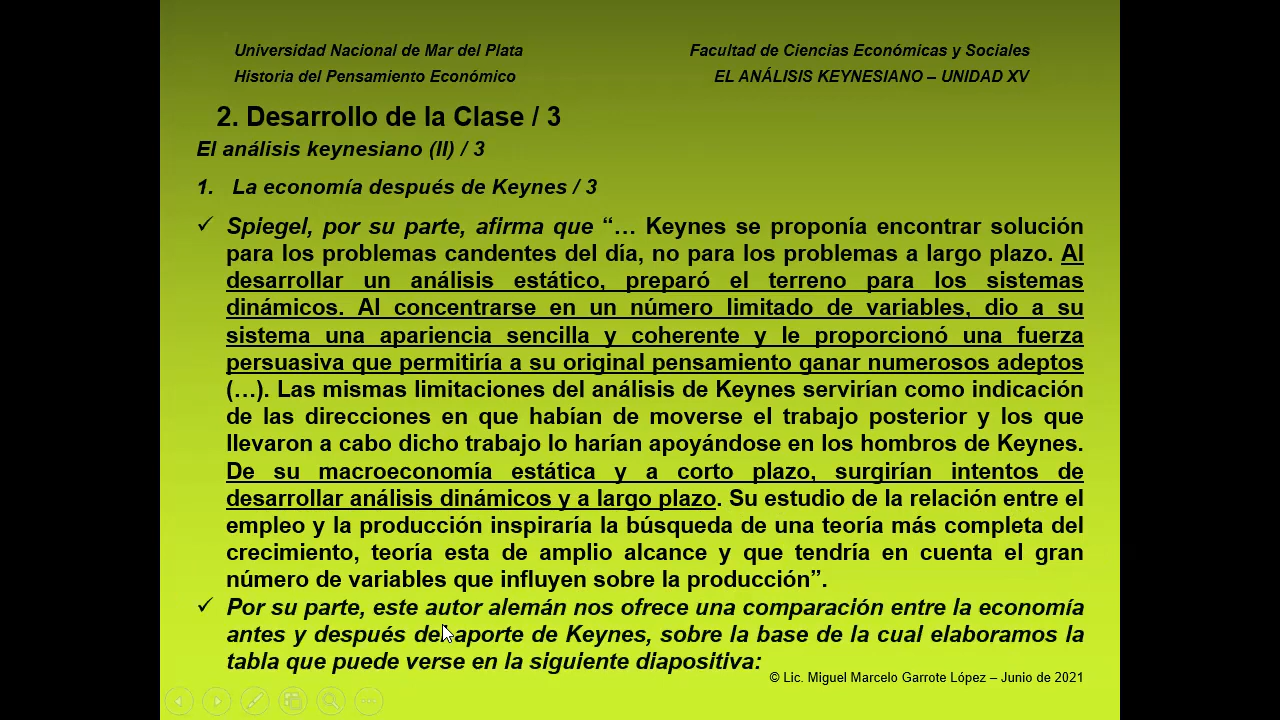 Universidad Nacional de Mar del Plata
Facultad de Ciencias Económicas y Sociales
Historia del Pensamiento Económico
EL ANÁLISIS KEYNESIANO – UNIDAD XV
2. Desarrollo de la Clase / 3
El análisis keynesiano (II) / 3
1. La economía después de Keynes / 3
✓ Spiegel, por su parte, afirma que “… Keynes se proponía encontrar solución
para los problemas candentes del día, no para los problemas a largo plazo. Al
desarrollar un análisis estático, preparó el terreno para los sistemas
dinámicos. Al concentrarse en un número limitado de variables, dio a su
sistema una apariencia sencilla y coherente y le proporcionó una fuerza
persuasiva que permitiría a su original pensamiento ganar numerosos adeptos
(…). Las mismas limitaciones del análisis de Keynes servirían como indicación
de las direcciones en que habían de moverse el trabajo posterior y los que
llevaron a cabo dicho trabajo lo harían apoyándose en los hombros de Keynes.
De su macroeconomía estática y a corto plazo, surgirían intentos de
desarrollar análisis dinámicos y a largo plazo. Su estudio de la relación entre el
empleo y la producción inspiraría la búsqueda de una teoría más completa del
crecimiento, teoría esta de amplio alcance y que tendría en cuenta el gran
número de variables que influyen sobre la producción”.
✓ Por su parte, este autor alemán nos ofrece una comparación entre la economía
antes y después del aporte de Keynes, sobre la base de la cual elaboramos la
tabla que puede verse en la siguiente diapositiva:
© Lic. Miguel Marcelo Garrote López – Junio de 2021